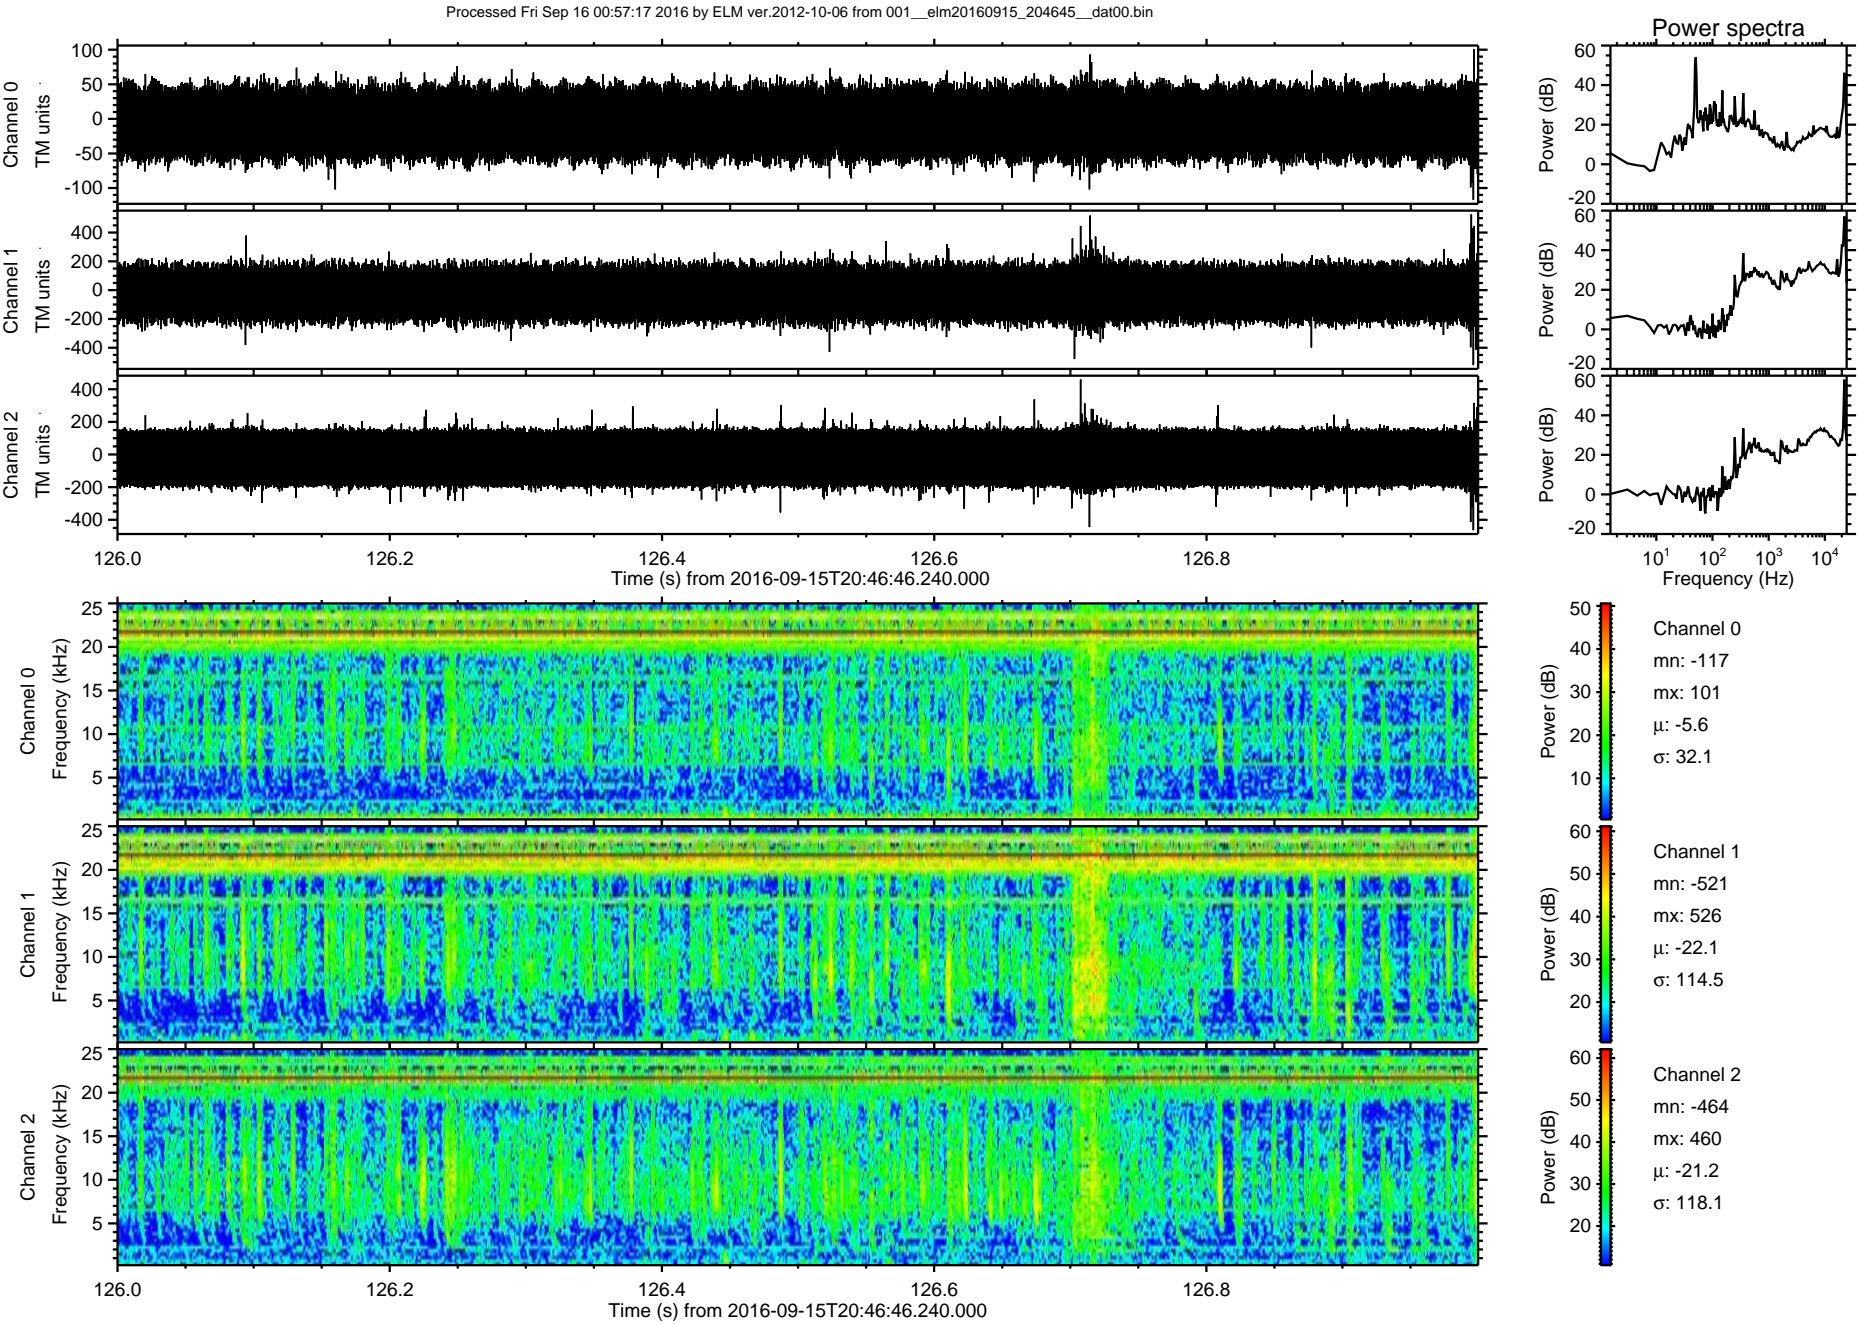 Processed Fri Sep 16 00:57:17 2016 by ELM ver.2012-10-06 from 001__elm20160915_204645__dat00.bin
Power spectra
Channel 0
TM units
100
50
0
-50
-100
Power (dB)
60
40
20
0
-20
Channel 1
TM units
400
200
0
-200
-400
Power (dB)
60
40
20
0
-20
Channel 2
TM units
400
200
0
-200
-400
Power (dB)
60
40
20
0
-20
126.0 126.2 126.4 126.6 126.8
Time (s) from 2016-09-15T20:46:46.240.000
10¹ 10² 10³ 10⁴
Frequency (Hz)
Channel 0
Frequency (kHz)
25
20
15
10
5
Power (dB)
50
40
30
20
10
Channel 0
mn: -117
mx: 101
μ: -5.6
σ: 32.1
Channel 1
Frequency (kHz)
25
20
15
10
5
Power (dB)
60
50
40
30
20
Channel 1
mn: -521
mx: 526
μ: -22.1
σ: 114.5
Channel 2
Frequency (kHz)
25
20
15
10
5
Power (dB)
60
50
40
30
20
Channel 2
mn: -464
mx: 460
μ: -21.2
σ: 118.1
126.0 126.2 126.4 126.6 126.8
Time (s) from 2016-09-15T20:46:46.240.000